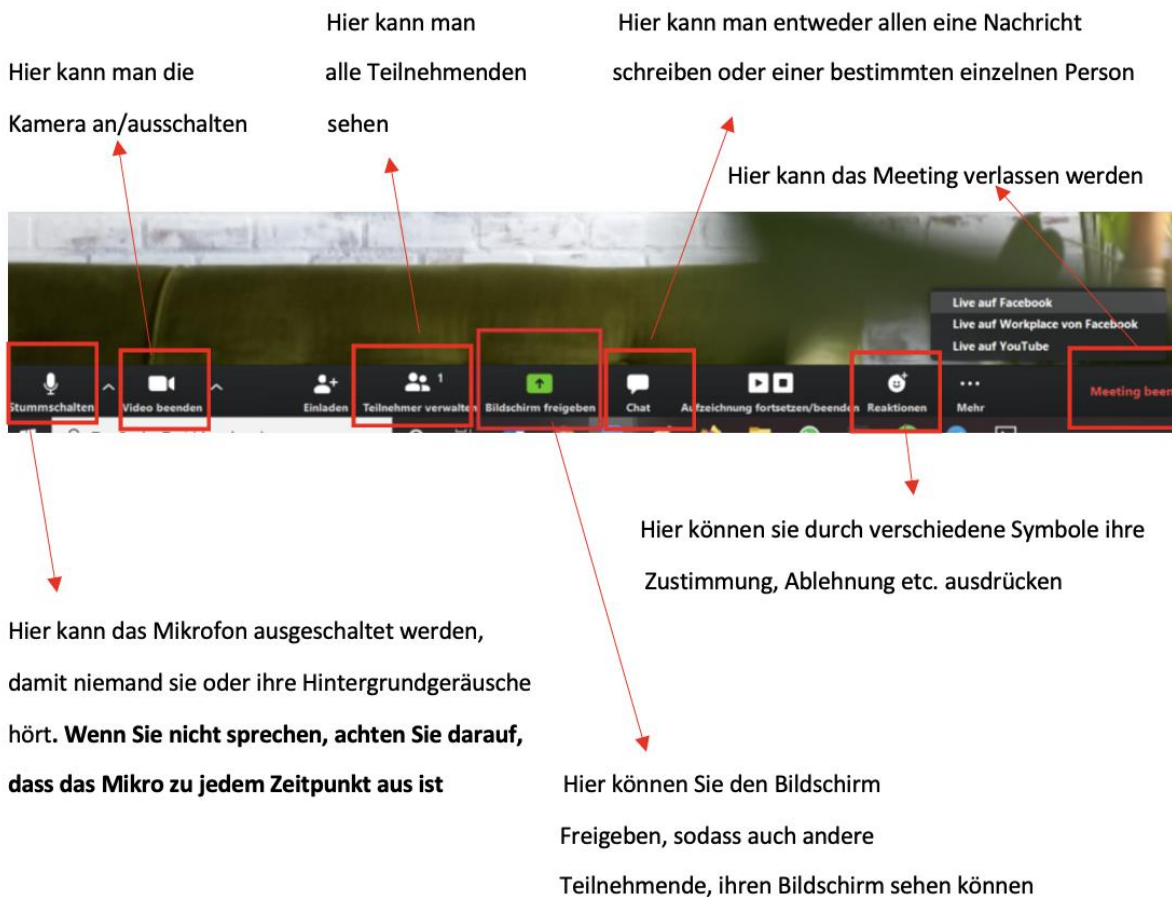 Hier kann man die
Kamera an/ausschalten
Hier kann man
alle Teilnehmenden
sehen
Hier kann man entweder allen eine Nachricht
schreiben oder einer bestimmten einzelnen Person
Hier kann das Meeting verlassen werden
Live auf Facebook
Live auf Workplace von Facebook
Live auf YouTube
1
Stummschalten Video beenden Einladen Teilnehmer verwalten Bildschirm freigeben Chat Aufzeichnung fortsetzen/beenden Reaktionen Mehr Meeting been
Hier können sie durch verschiedene Symbole ihre
Zustimmung, Ablehnung etc. ausdrücken
Hier kann das Mikrofon ausgeschaltet werden,
damit niemand sie oder ihre Hintergrundgeräusche
hört. Wenn Sie nicht sprechen, achten Sie darauf,
dass das Mikro zu jedem Zeitpunkt aus ist
Hier können Sie den Bildschirm
Freigeben, sodass auch andere
Teilnehmende, ihren Bildschirm sehen können